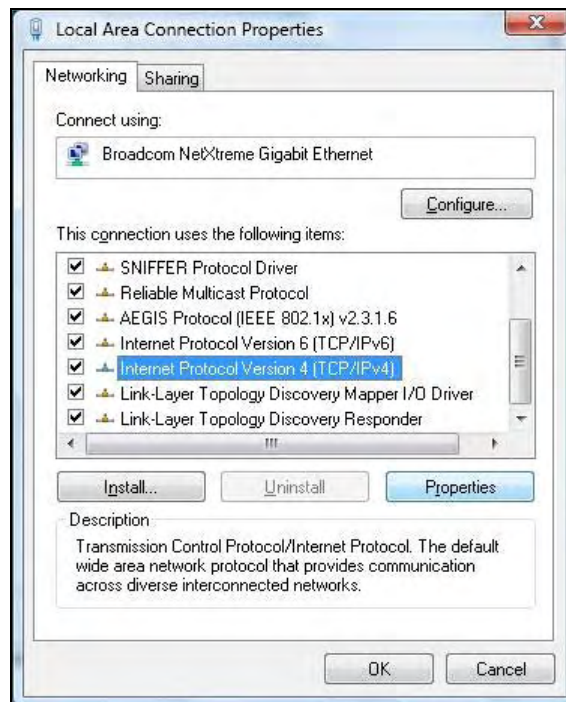 Local Area Connection Properties
Networking Sharing
Connect using:
Broadcom NetXtreme Gigabit Ethernet
Configure...
This connection uses the following items:
SNIFFER Protocol Driver
Reliable Multicast Protocol
AEGIS Protocol (IEEE 802.1x) v2.3.1.6
Internet Protocol Version 6 (TCP/IPv6)
Internet Protocol Version 4 (TCP/IPv4)
Link-Layer Topology Discovery Mapper I/O Driver
Link-Layer Topology Discovery Responder
Install... Uninstall Properties
Description
Transmission Control Protocol/Internet Protocol. The default
wide area network protocol that provides communication
across diverse interconnected networks.
OK Cancel